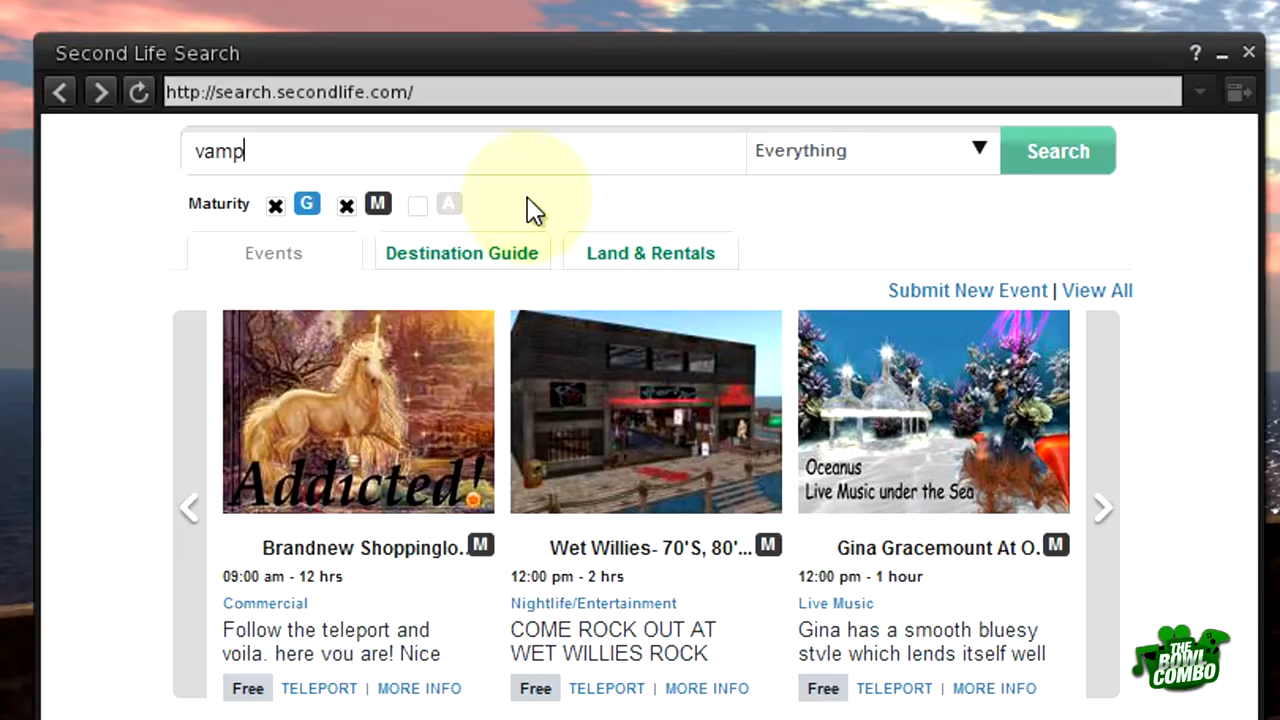 Second Life Search
?
http://search.secondlife.com/
vamp
Everything
Search
Maturity G M A
Events
Destination Guide
Land & Rentals
Submit New Event | View All
Addicted!
Oceanus
Live Music under the Sea
Brandnew Shoppinglo.. M
09:00 am - 12 hrs
Commercial
Follow the teleport and
voila. here you are! Nice
Free TELEPORT | MORE INFO
Wet Willies- 70'S, 80'... M
12:00 pm - 2 hrs
Nightlife/Entertainment
COME ROCK OUT AT
WET WILLIES ROCK
Free TELEPORT | MORE INFO
Gina Gracemount At O. M
12:00 pm - 1 hour
Live Music
Gina has a smooth bluesy
style which lends itself well
Free TELEPORT | MORE INFO
THE
BOWL
COMBO